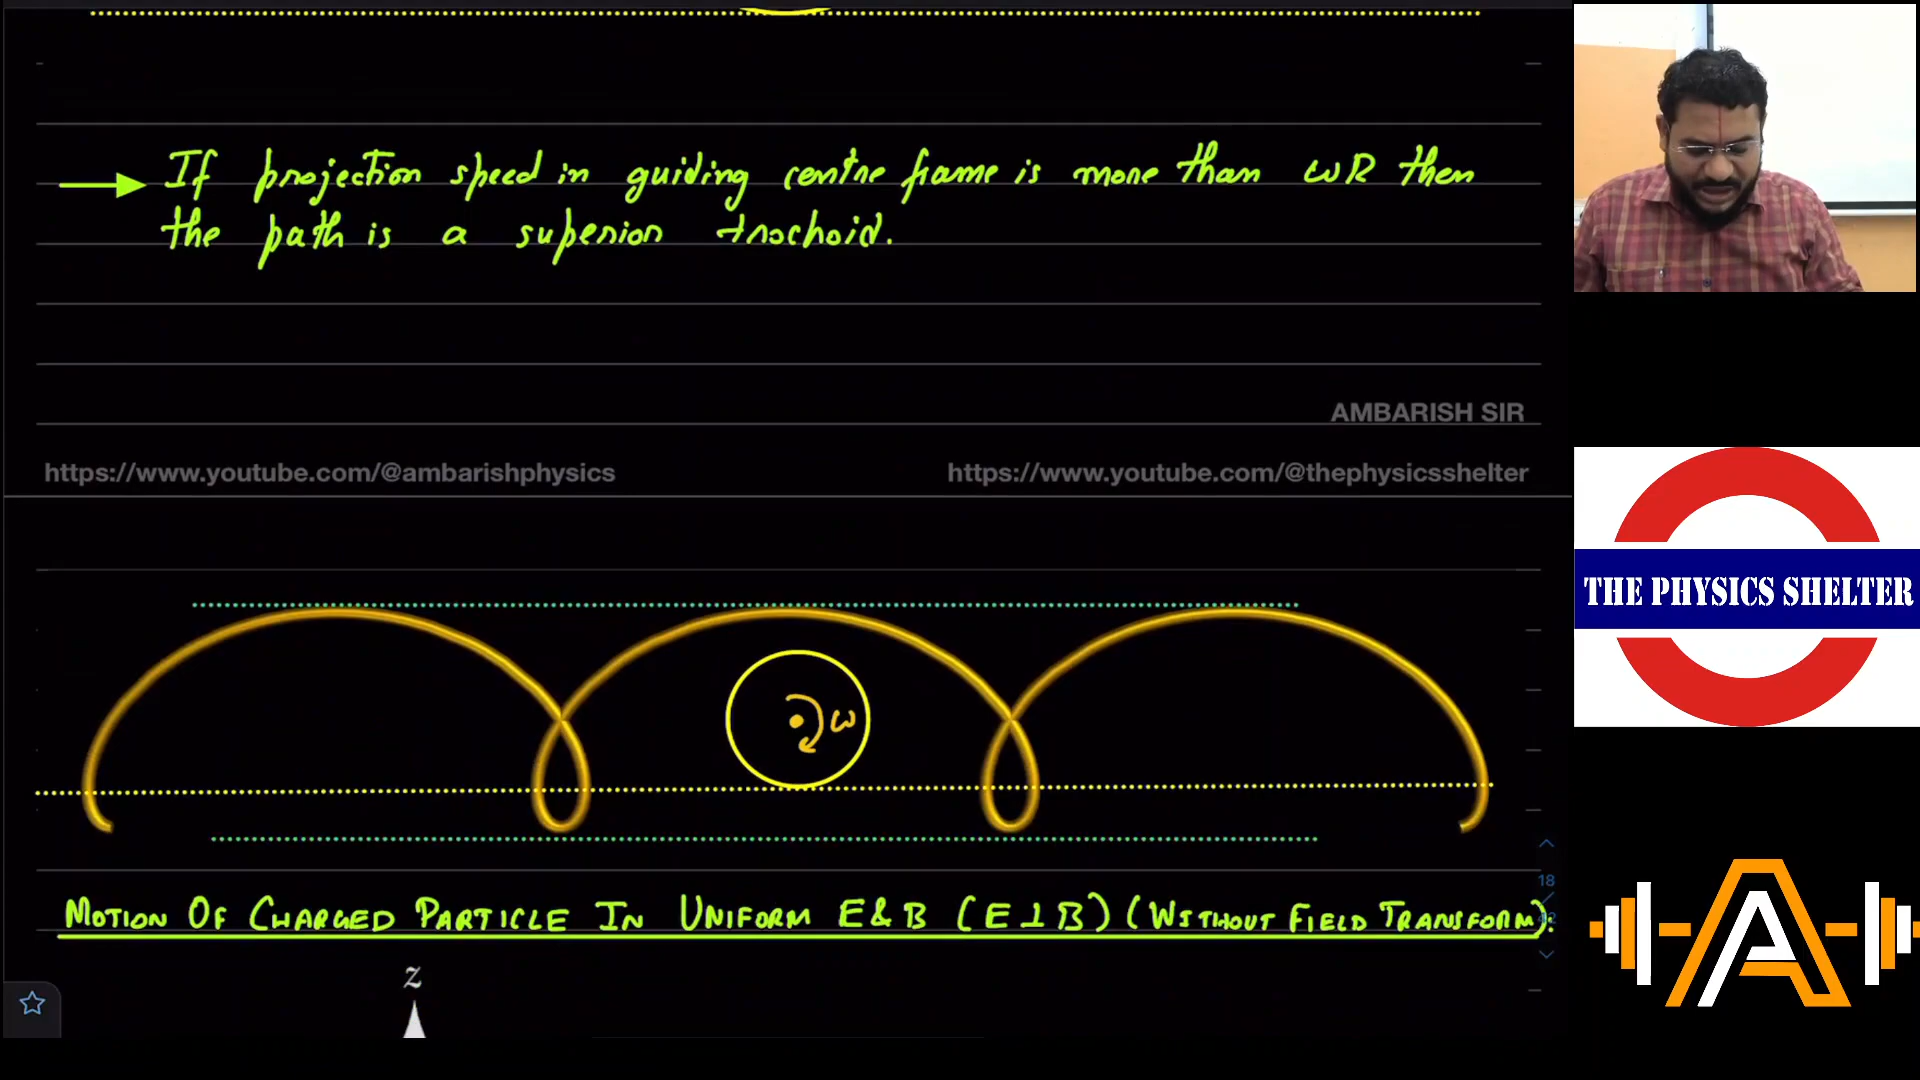 If projection speed in guiding centre frame is more than ωR then
the path is a superior trochoid.
AMBARISH SIR
https://www.youtube.com/@ambarishphysics
https://www.youtube.com/@thephysicsshelter
THE PHYSICS SHELTER
ω
18
MOTION OF CHARGED PARTICLE IN UNIFORM E & B (E ⊥ B) (WITHOUT FIELD TRANSFORM):
z
A